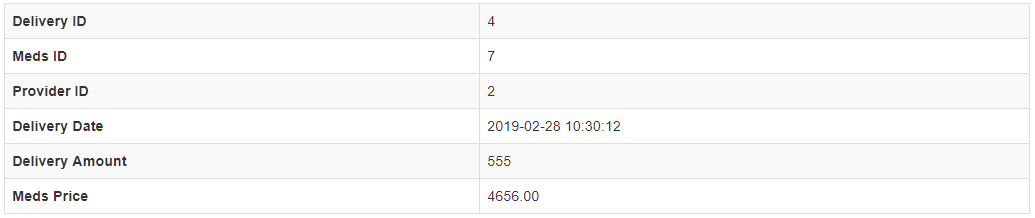 Delivery ID 4
Meds ID 7
Provider ID 2
Delivery Date 2019-02-28 10:30:12
Delivery Amount 555
Meds Price 4656.00